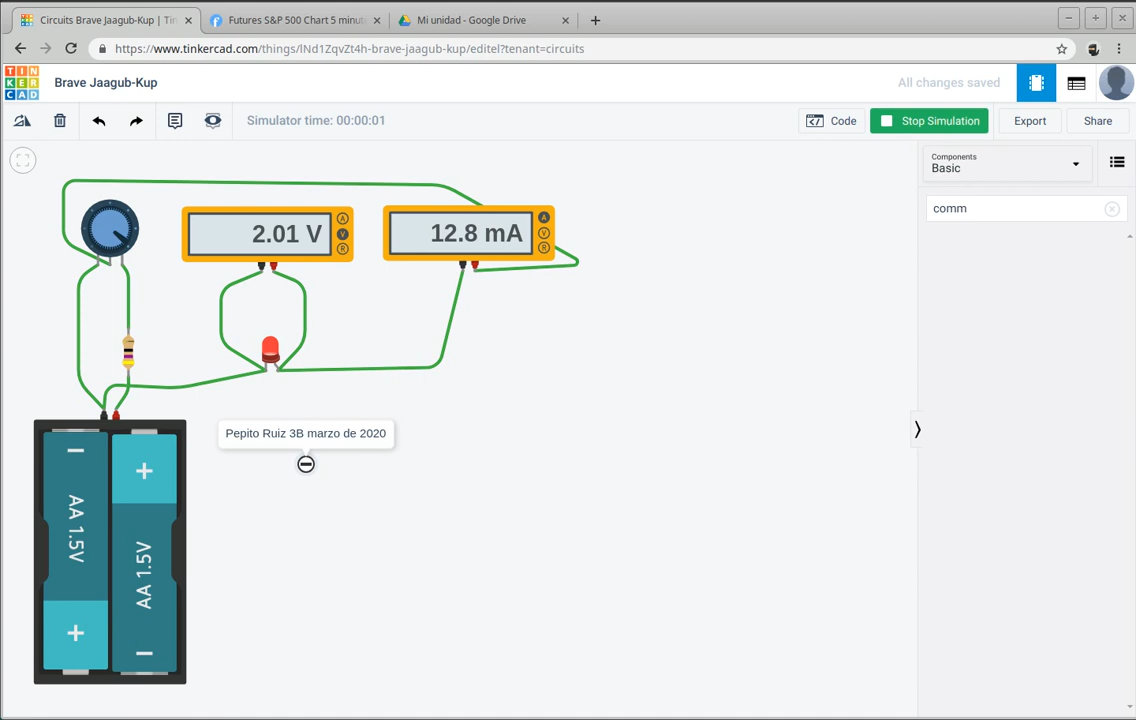 Circuits Brave Jaagub-Kup | Tin
Futures S&P 500 Chart 5 minut
Mi unidad - Google Drive
https://www.tinkercad.com/things/lNd1ZqvZt4h-brave-jaagub-kup/editel?tenant=circuits
TIN
KER
CAD
Brave Jaagub-Kup
All changes saved
Simulator time: 00:00:01
Code
Stop Simulation
Export
Share
Components
Basic
comm
2.01 V
A
V
R
12.8 mA
A
V
R
Pepito Ruiz 3B marzo de 2020
AA 1.5V
AA 1.5V